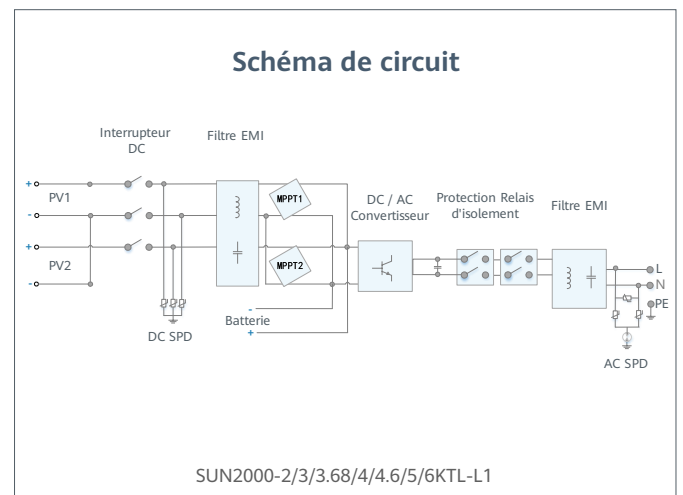 Schéma de circuit
Interrupteur
DC
Filtre EMI
DC / AC
Convertisseur
Protection Relais
d'isolement
Filtre EMI
+
PV1
-
+
PV2
-
MPPT1
MPPT2
L
N
PE
-
Batterie
+
DC SPD
AC SPD
SUN2000-2/3/3.68/4/4.6/5/6KTL-L1